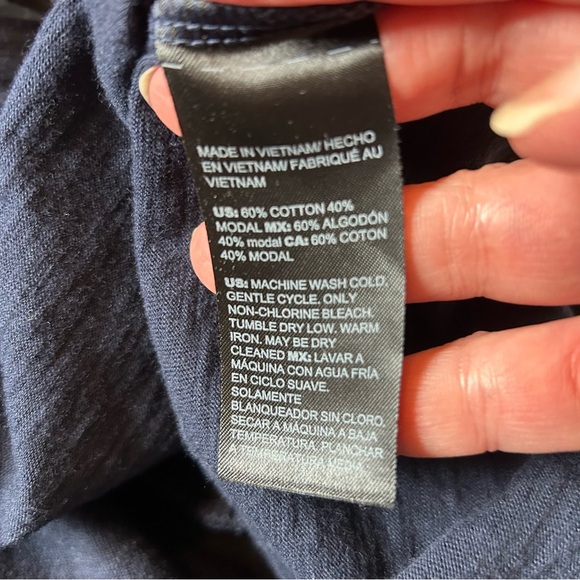 MADE IN VIETNAM/ HECHO
EN VIETNAM/ FABRIQUÉ AU
VIETNAM
US: 60% COTTON 40%
MODAL MX: 60% ALGODÓN
40% modal CA: 60% COTON
40% MODAL
US: MACHINE WASH COLD.
GENTLE CYCLE. ONLY
NON-CHLORINE BLEACH.
TUMBLE DRY LOW. WARM
IRON. MAY BE DRY
CLEANED MX: LAVAR A
MÁQUINA CON AGUA FRÍA
EN CICLO SUAVE.
SOLAMENTE
BLANQUEADOR SIN CLORO.
SECAR A MÁQUINA A BAJA
TEMPERATURA. PLANCHAR
A TEMPERATURA MEDIA.